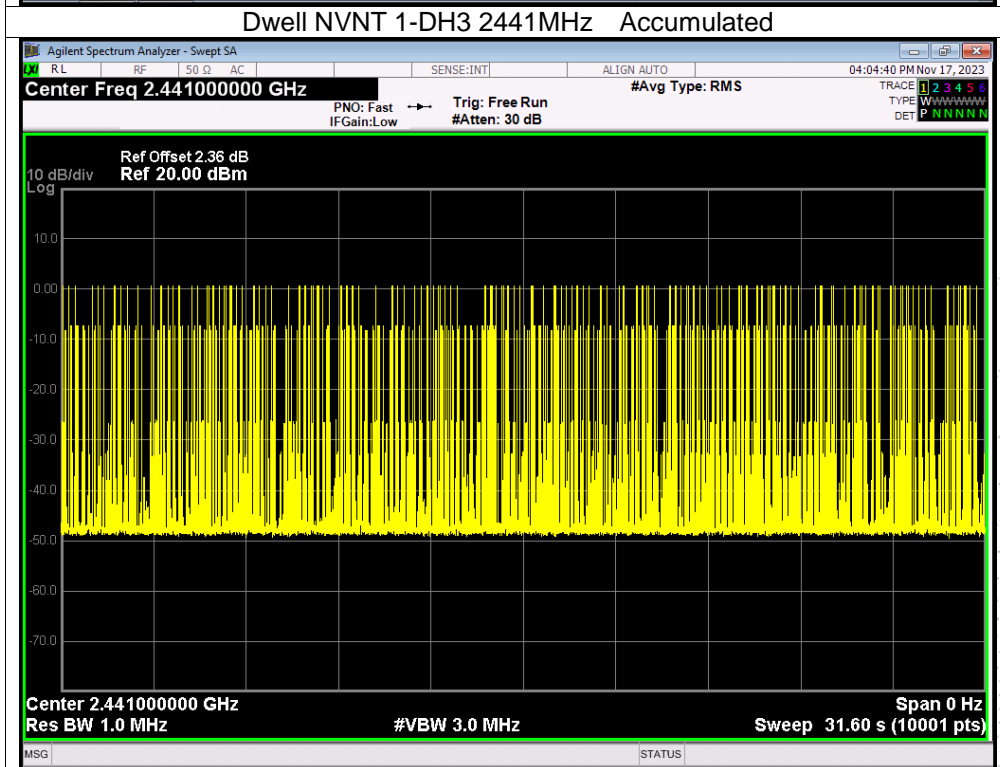 Dwell NVNT 1-DH3 2441MHz Accumulated
Agilent Spectrum Analyzer - Swept SA
LXI RL RF 50 Ω AC SENSE:INT ALIGN AUTO 04:04:40 PM Nov 17, 2023
Center Freq 2.441000000 GHz #Avg Type: RMS TRACE 1 2 3 4 5 6
PNO: Fast Trig: Free Run TYPE WWWWWW
IFGain:Low #Atten: 30 dB DET P N N N N N
Ref Offset 2.36 dB
10 dB/div Ref 20.00 dBm
Log
10.0
0.00
-10.0
-20.0
-30.0
-40.0
-50.0
-60.0
-70.0
Center 2.441000000 GHz Span 0 Hz
Res BW 1.0 MHz #VBW 3.0 MHz Sweep 31.60 s (10001 pts)
MSG STATUS